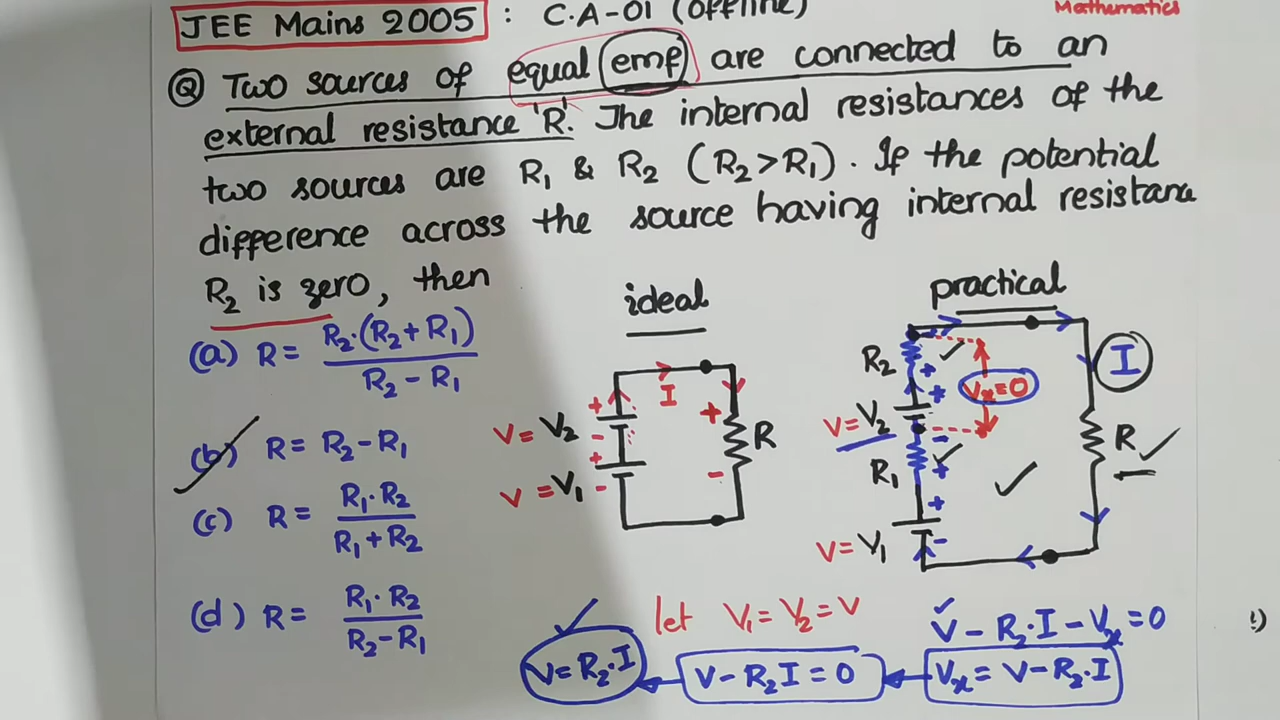 JEE Mains 2005 : C.A-01 (Offline)
Mathematics
Q Two sources of equal emf are connected to an
external resistance 'R'. The internal resistances of the
two sources are R₁ & R₂ (R₂>R₁). If the potential
difference across the source having internal resistanc
R₂ is zero, then
(a) R = R₂.(R₂+R₁) / R₂ - R₁
(b) R = R₂ - R₁
(c) R = R₁.R₂ / R₁ + R₂
(d) R = R₁.R₂ / R₂ - R₁
ideal
+ - V = V₂
+ - V = V₁
I
+ R -
practical
R₂ +
+ V = V₂ -
Vx = 0
R₁ +
+ V = V₁ -
I
R
let V₁ = V₂ = V
V - R₂.I - Vx = 0
V = R₂.I V - R₂I = 0 Vx = V - R₂.I